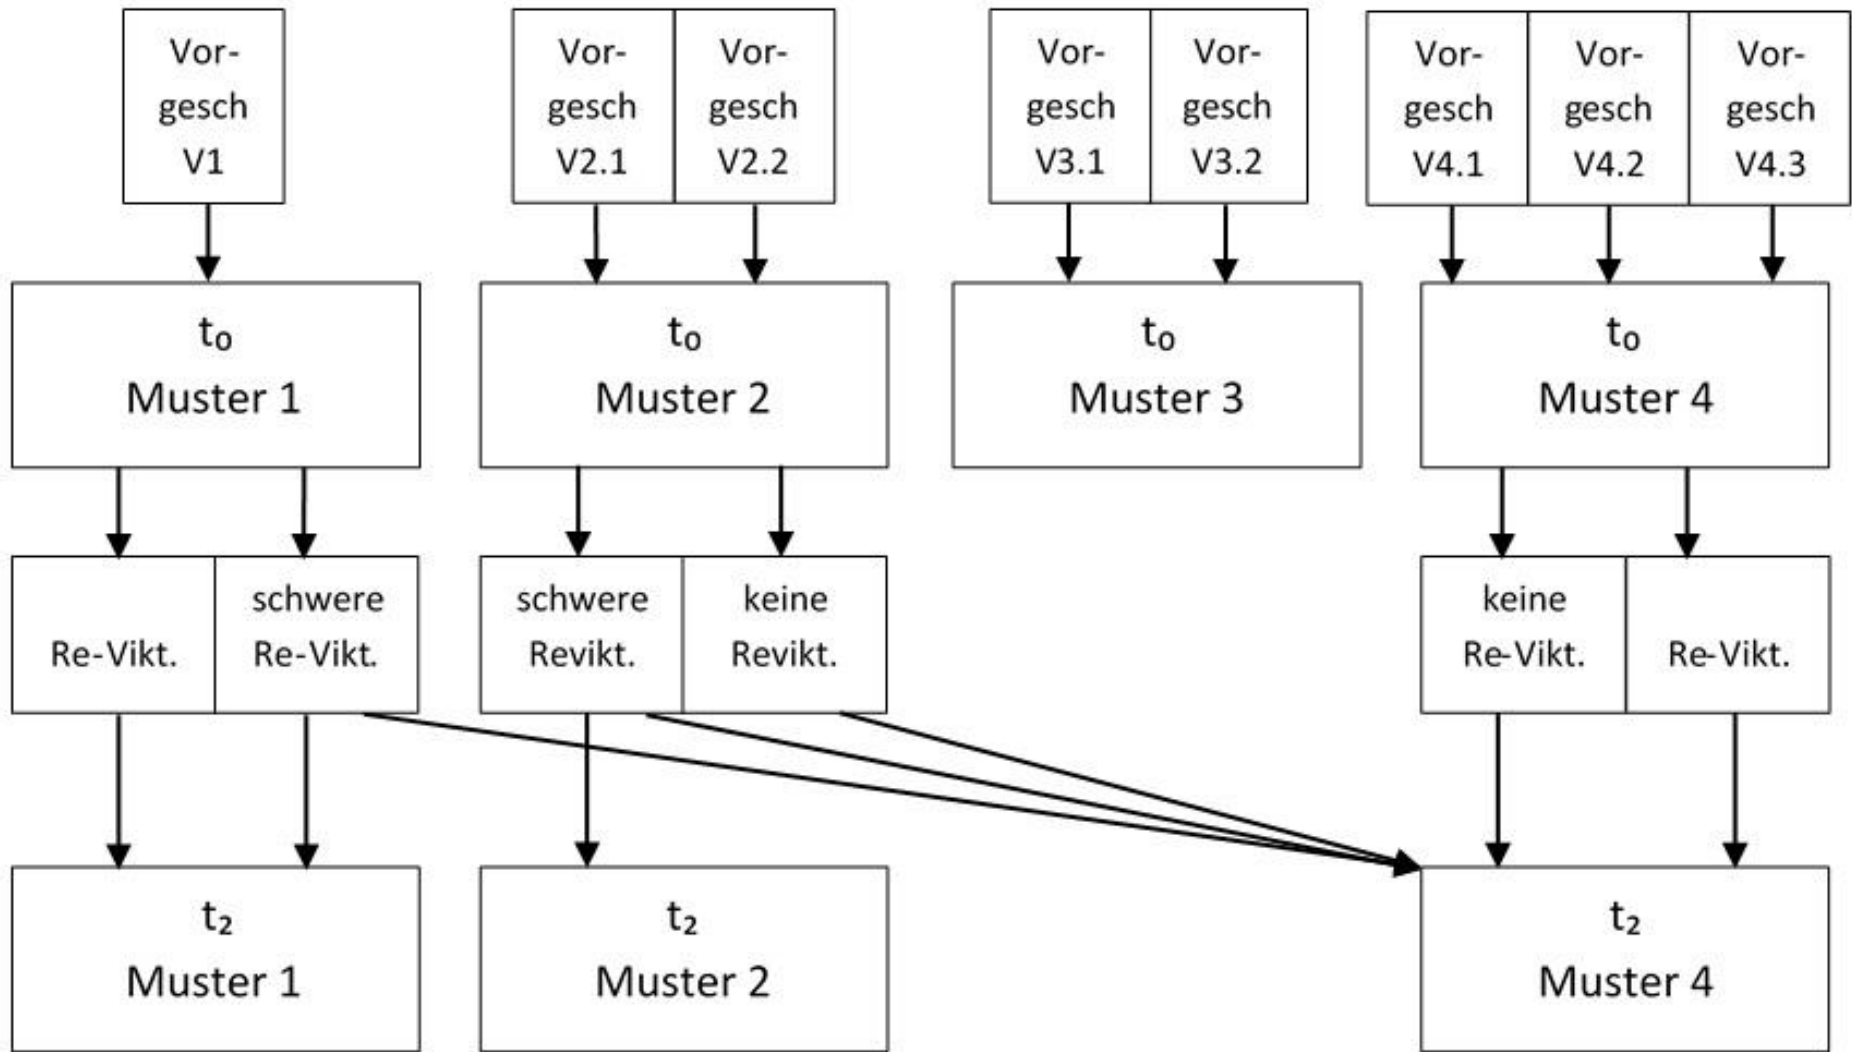 Vor-
gesch
V1
Vor-
gesch
V2.1
Vor-
gesch
V2.2
Vor-
gesch
V3.1
Vor-
gesch
V3.2
Vor-
gesch
V4.1
Vor-
gesch
V4.2
Vor-
gesch
V4.3
t₀
Muster 1
t₀
Muster 2
t₀
Muster 3
t₀
Muster 4
Re-Vikt.
schwere
Re-Vikt.
schwere
Revikt.
keine
Revikt.
keine
Re-Vikt.
Re-Vikt.
t₂
Muster 1
t₂
Muster 2
t₂
Muster 4